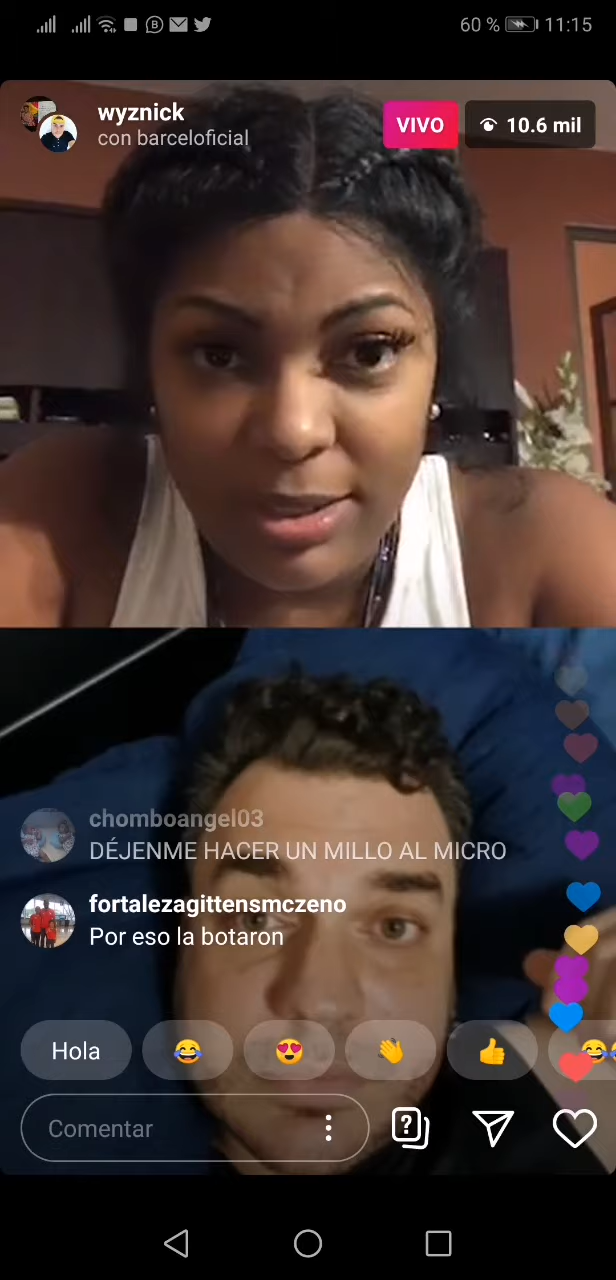 60 % 11:15
wyznick
con barceloficial
VIVO
10.6 mil
chomboangel03
DÉJENME HACER UN MILLO AL MICRO
fortalezagittensmczeno
Por eso la botaron
Hola
Comentar